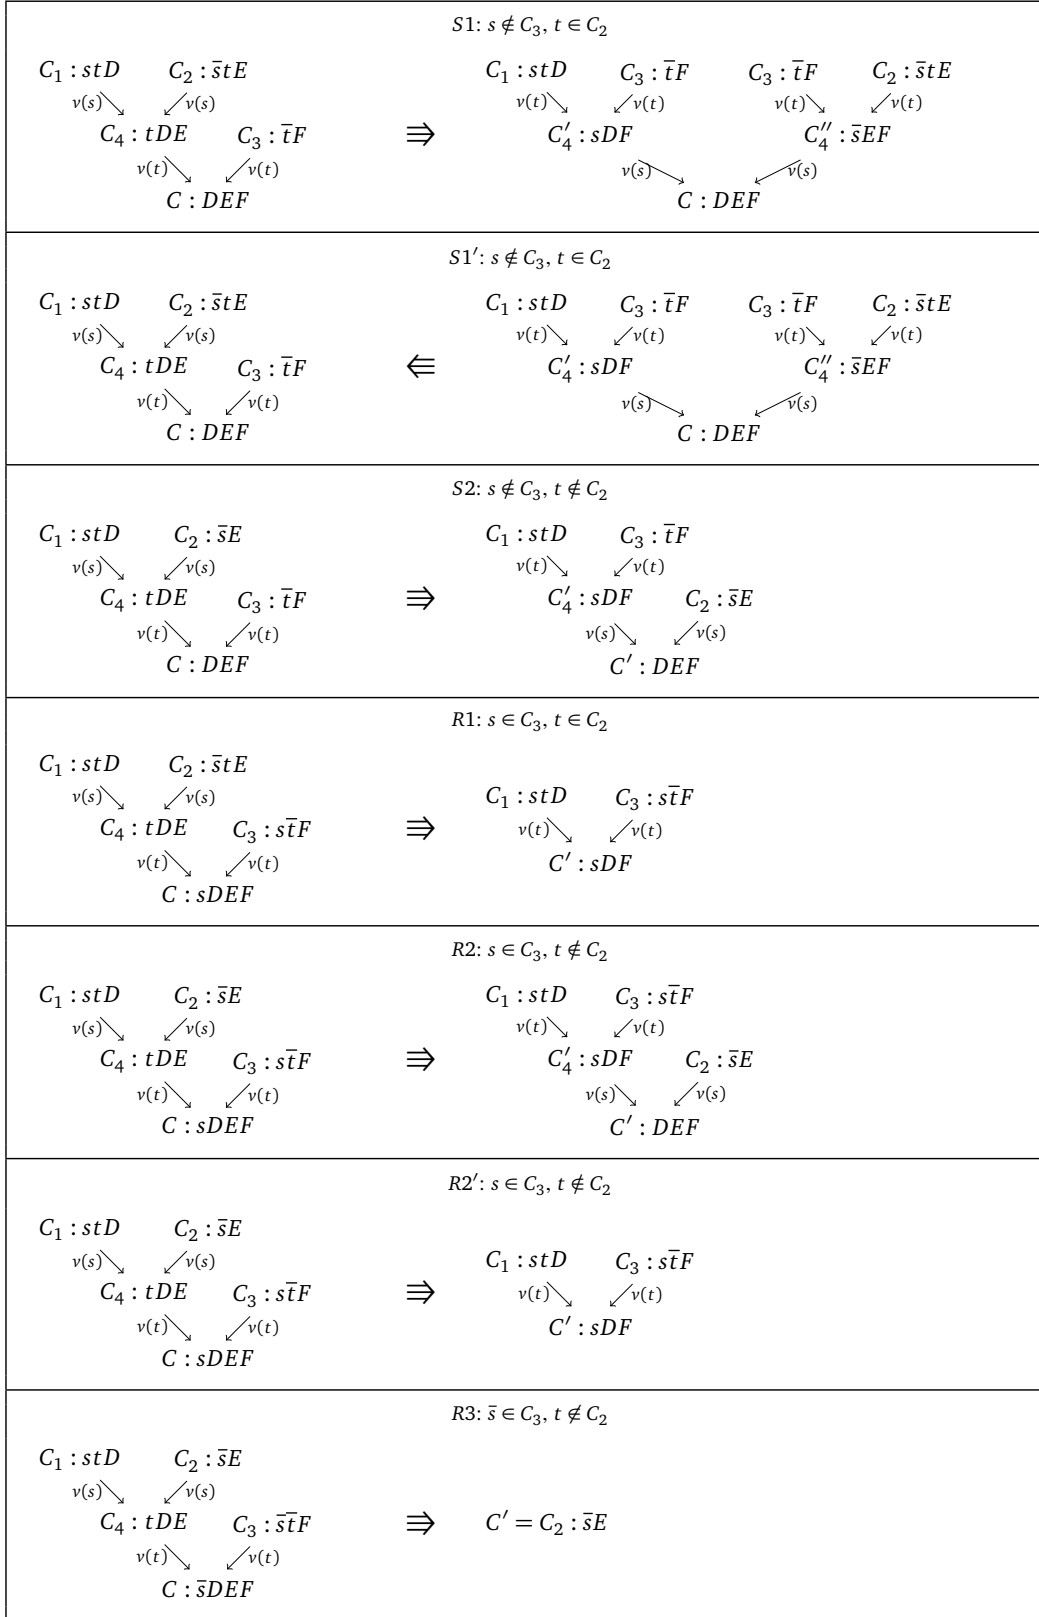 S1: s ∉ C₃, t ∈ C₂
C₁ : stD C₂ : s̅tE C₁ : stD C₃ : t̅F C₃ : t̅F C₂ : s̅tE
ν(s) ν(s) ν(t) ν(t) ν(t) ν(t)
C₄ : tDE C₃ : t̅F ⇛ C₄′ : sDF C₄″ : s̅EF
ν(t) ν(t) ν(s) ν(s)
C : DEF C : DEF
S1′: s ∉ C₃, t ∈ C₂
C₁ : stD C₂ : s̅tE C₁ : stD C₃ : t̅F C₃ : t̅F C₂ : s̅tE
ν(s) ν(s) ν(t) ν(t) ν(t) ν(t)
C₄ : tDE C₃ : t̅F ⇚ C₄′ : sDF C₄″ : s̅EF
ν(t) ν(t) ν(s) ν(s)
C : DEF C : DEF
S2: s ∉ C₃, t ∉ C₂
C₁ : stD C₂ : s̅E C₁ : stD C₃ : t̅F
ν(s) ν(s) ν(t) ν(t)
C₄ : tDE C₃ : t̅F ⇛ C₄′ : sDF C₂ : s̅E
ν(t) ν(t) ν(s) ν(s)
C : DEF C′ : DEF
R1: s ∈ C₃, t ∈ C₂
C₁ : stD C₂ : s̅tE C₁ : stD C₃ : st̅F
ν(s) ν(s) ν(t) ν(t)
C₄ : tDE C₃ : st̅F ⇛ C′ : sDF
ν(t) ν(t)
C : sDEF
R2: s ∈ C₃, t ∉ C₂
C₁ : stD C₂ : s̅E C₁ : stD C₃ : st̅F
ν(s) ν(s) ν(t) ν(t)
C₄ : tDE C₃ : st̅F ⇛ C₄′ : sDF C₂ : s̅E
ν(t) ν(t) ν(s) ν(s)
C : sDEF C′ : DEF
R2′: s ∈ C₃, t ∉ C₂
C₁ : stD C₂ : s̅E C₁ : stD C₃ : st̅F
ν(s) ν(s) ν(t) ν(t)
C₄ : tDE C₃ : st̅F ⇛ C′ : sDF
ν(t) ν(t)
C : sDEF
R3: s̅ ∈ C₃, t ∉ C₂
C₁ : stD C₂ : s̅E
ν(s) ν(s)
C₄ : tDE C₃ : s̅t̅F ⇛ C′ = C₂ : s̅E
ν(t) ν(t)
C : s̅DEF